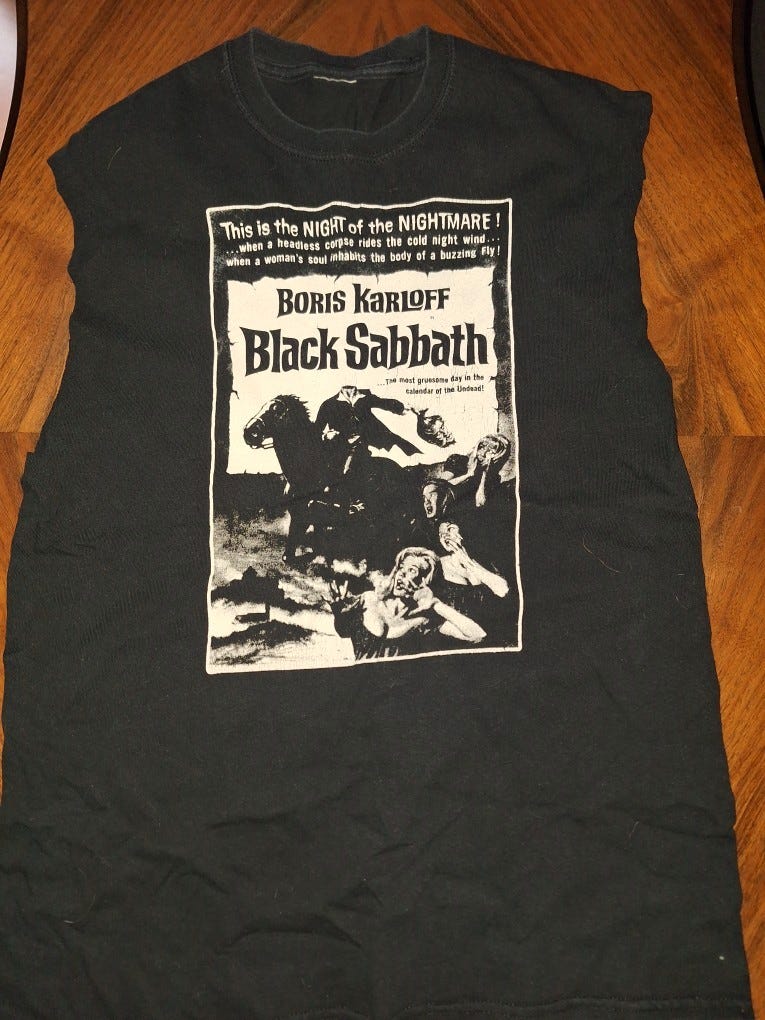 This is the NIGHT of the NIGHTMARE!
...when a headless corpse rides the cold night wind...
when a woman's soul inhabits the body of a buzzing Fly!
BORIS KARLOFF
IN
Black Sabbath
...The most gruesome day in the
calendar of the Undead!